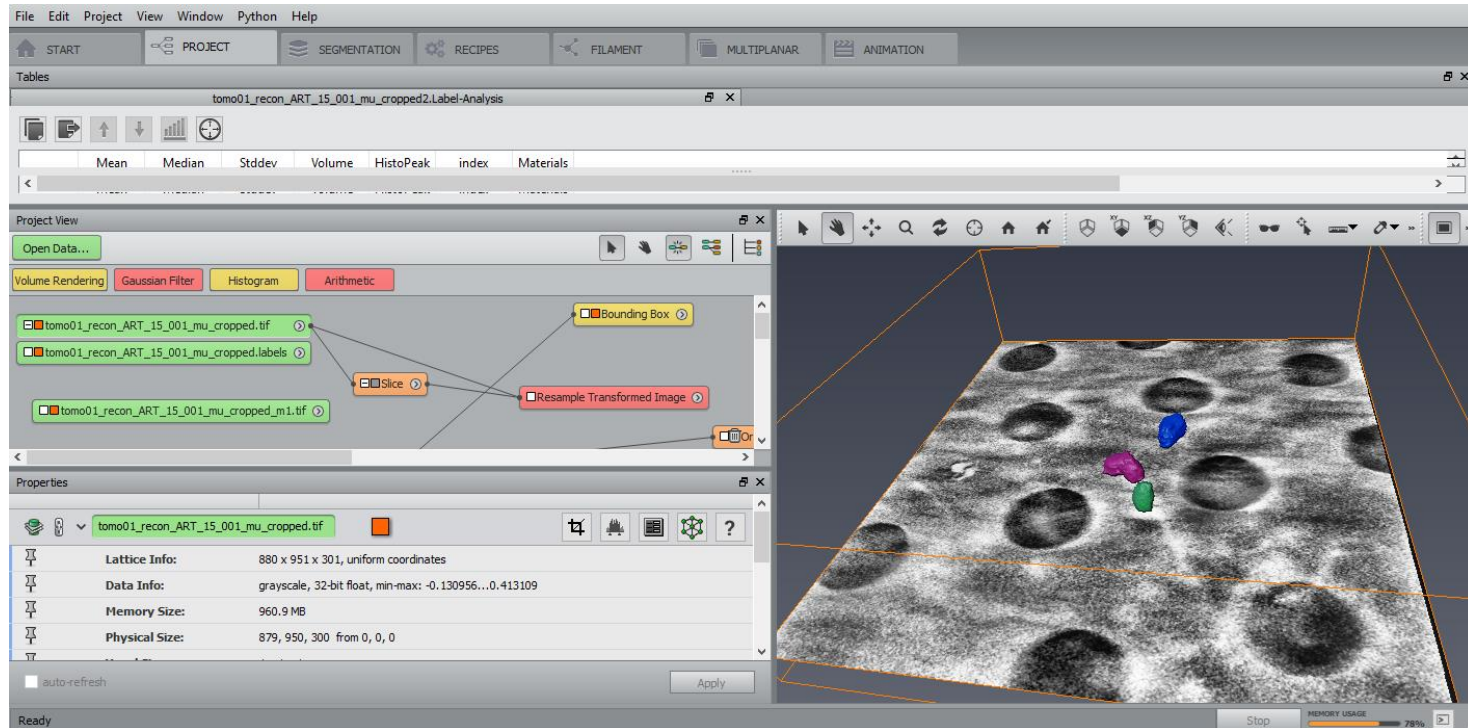 File Edit Project View Window Python Help
START PROJECT SEGMENTATION RECIPES FILAMENT MULTIPLANAR ANIMATION
Tables
tomo01_recon_ART_15_001_mu_cropped2.Label-Analysis
Mean Median Stddev Volume HistoPeak index Materials
Project View
Open Data...
Volume Rendering Gaussian Filter Histogram Arithmetic
Bounding Box
tomo01_recon_ART_15_001_mu_cropped.tif
tomo01_recon_ART_15_001_mu_cropped.labels
Slice
Resample Transformed Image
tomo01_recon_ART_15_001_mu_cropped_m1.tif
Or
Properties
tomo01_recon_ART_15_001_mu_cropped.tif
?
Lattice Info: 880 x 951 x 301, uniform coordinates
Data Info: grayscale, 32-bit float, min-max: -0.130956...0.413109
Memory Size: 960.9 MB
Physical Size: 879, 950, 300 from 0, 0, 0
auto-refresh Apply
XY XZ YZ
Ready Stop MEMORY USAGE 78%